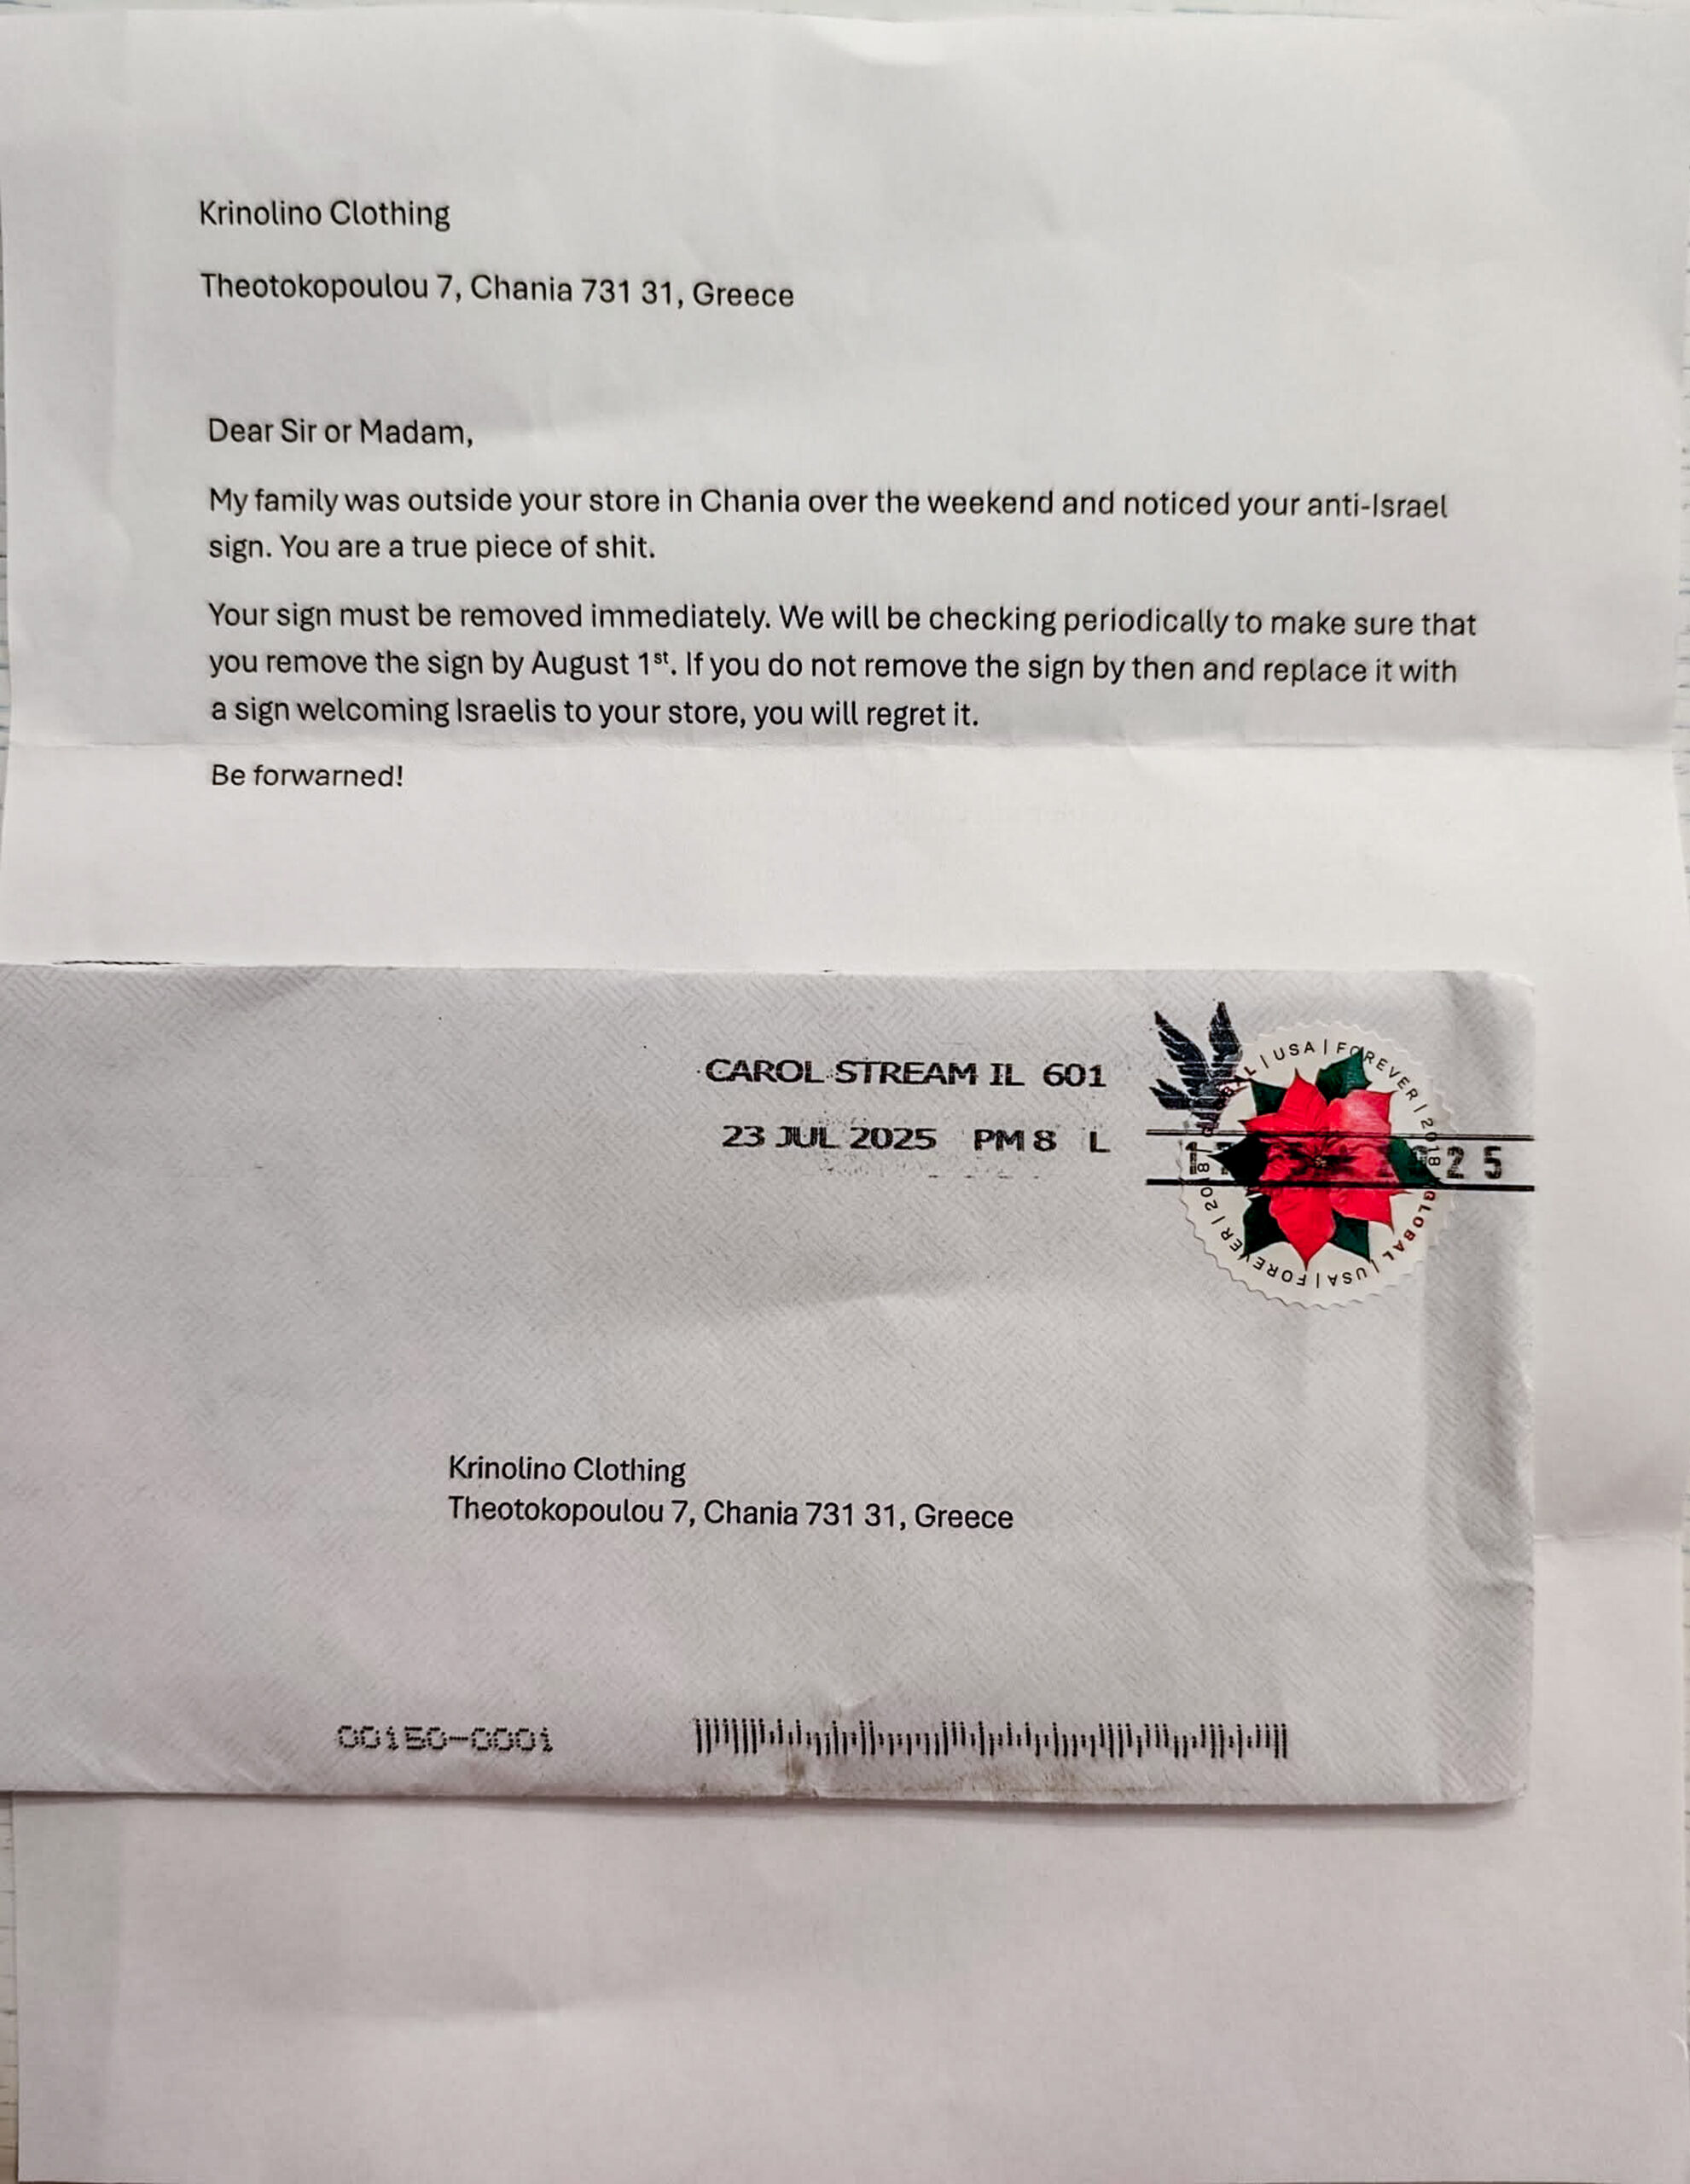 Krinolino Clothing
Theotokopoulou 7, Chania 731 31, Greece
Dear Sir or Madam,
My family was outside your store in Chania over the weekend and noticed your anti-Israel
sign. You are a true piece of shit.
Your sign must be removed immediately. We will be checking periodically to make sure that
you remove the sign by August 1st. If you do not remove the sign by then and replace it with
a sign welcoming Israelis to your store, you will regret it.
Be forwarned!
CAROL STREAM IL 601
23 JUL 2025 PM 8 L
USA | FOREVER | 2018 | GLOBAL | USA | FOREVER | 2018
25
Krinolino Clothing
Theotokopoulou 7, Chania 731 31, Greece
00150-0001